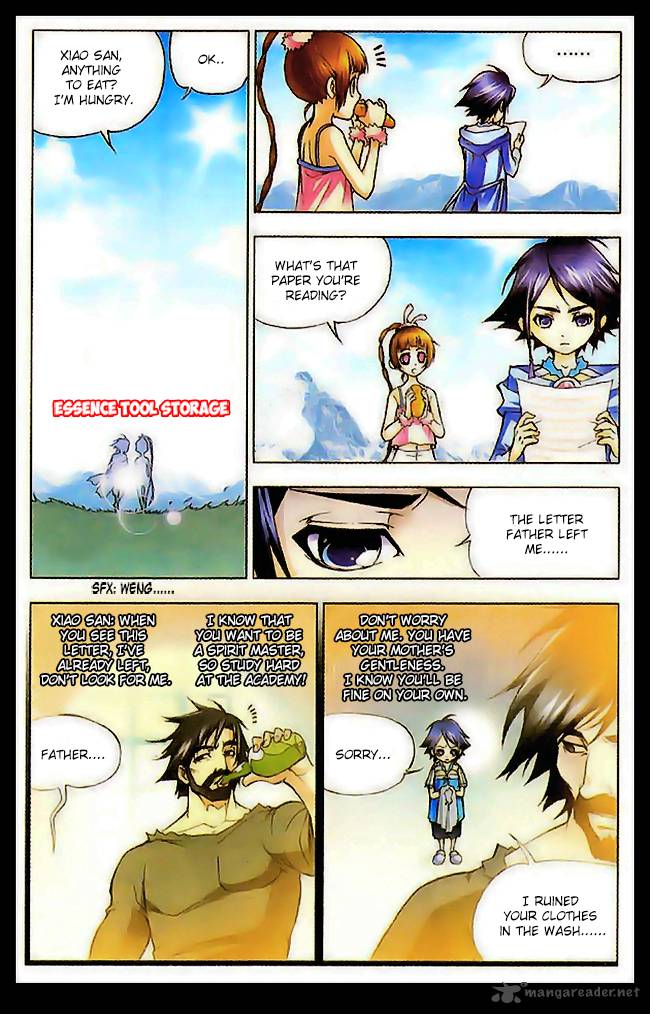 XIAO SAN,
ANYTHING
TO EAT?
I'M HUNGRY.
OK..
ESSENCE TOOL STORAGE
SFX: WENG......
......
WHAT'S THAT
PAPER YOU'RE
READING?
THE LETTER
FATHER LEFT
ME......
XIAO SAN: WHEN
YOU SEE THIS
LETTER, I'VE
ALREADY LEFT,
DON'T LOOK FOR ME.
I KNOW THAT
YOU WANT TO BE
A SPIRIT MASTER,
SO STUDY HARD
AT THE ACADEMY!
FATHER....
DON'T WORRY
ABOUT ME. YOU HAVE
YOUR MOTHER'S
GENTLENESS.
I KNOW YOU'LL BE
FINE ON YOUR OWN.
SORRY...
I RUINED
YOUR CLOTHES
IN THE WASH......
mangareader.net